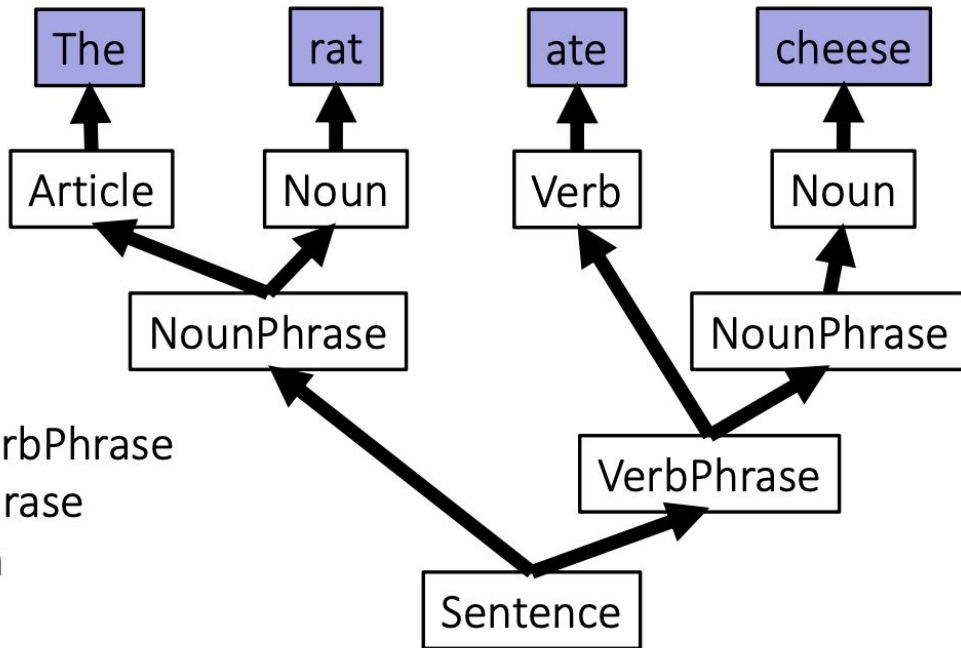 The rat ate cheese
Article Noun Verb Noun
NounPhrase NounPhrase
VerbPhrase
Sentence